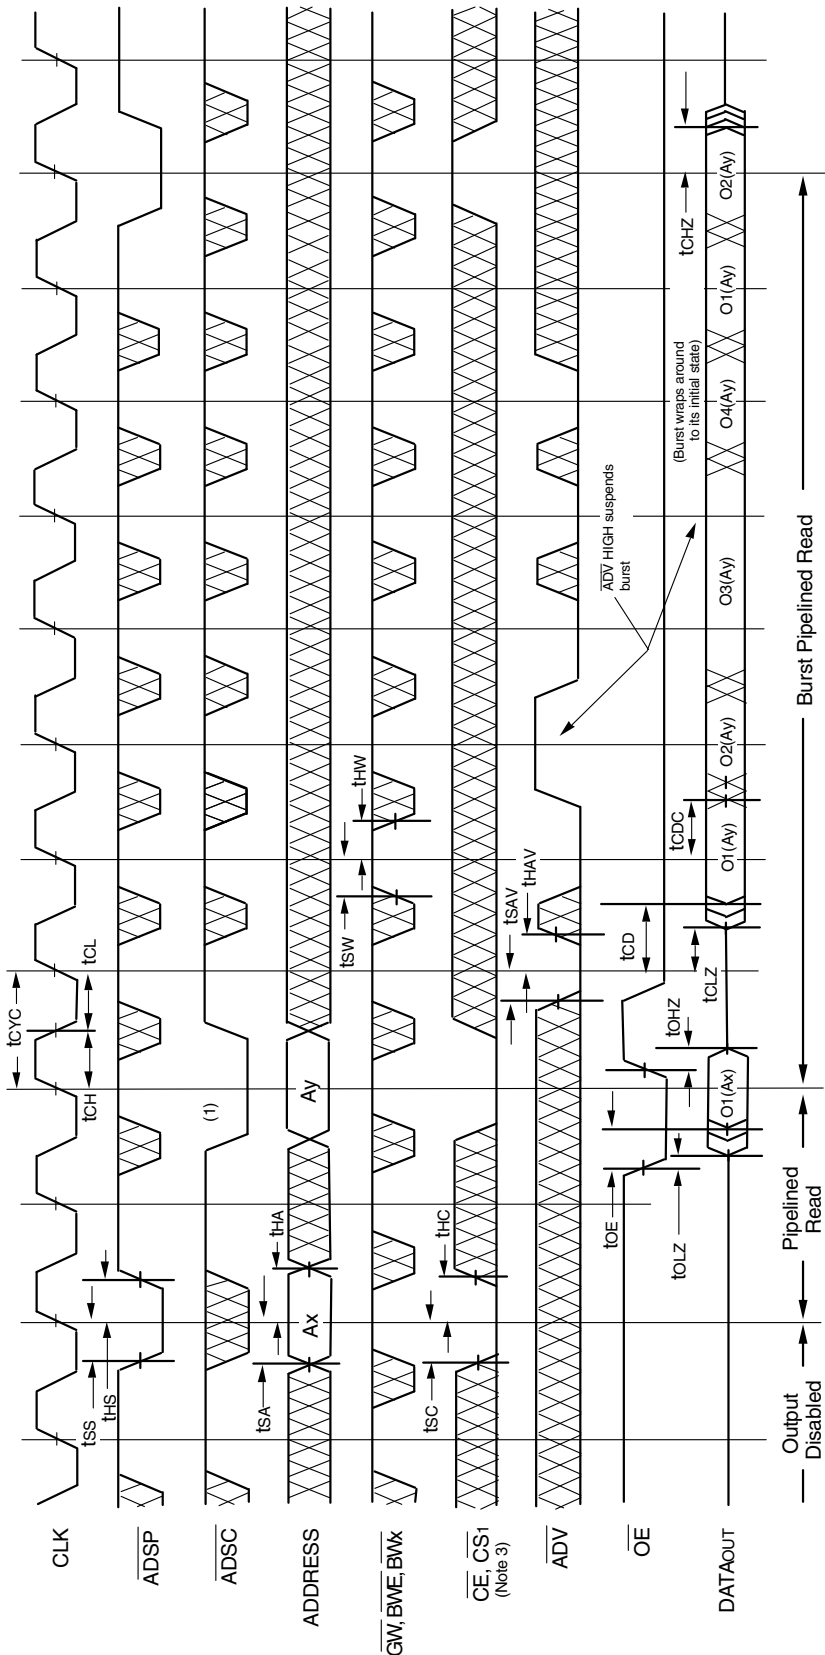 CLK
tCYC
tCH
tCL
tSS
tHS
ADSP
ADSC
(1)
ADDRESS
tSA
tHA
Ax
Ay
GW, BWE, BWx
tSW
tHW
CE, CS1
(Note 3)
tSC
tHC
ADV
tSAV
tHAV
ADV HIGH suspends
burst
OE
tOE
tOHZ
tCD
tOLZ
tCLZ
tCDC
(Burst wraps around
to its initial state)
tCHZ
DATAOUT
O1(Ax)
O1(Ay)
O2(Ay)
O3(Ay)
O4(Ay)
O1(Ay)
O2(Ay)
Output
Disabled
Pipelined
Read
Burst Pipelined Read